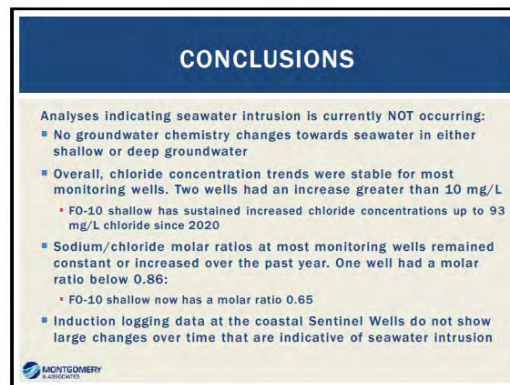 CONCLUSIONS
Analyses indicating seawater intrusion is currently NOT occurring:
▪ No groundwater chemistry changes towards seawater in either
shallow or deep groundwater
▪ Overall, chloride concentration trends were stable for most
monitoring wells. Two wells had an increase greater than 10 mg/L
▪ FO-10 shallow has sustained increased chloride concentrations up to 93
mg/L chloride since 2020
▪ Sodium/chloride molar ratios at most monitoring wells remained
constant or increased over the past year. One well had a molar
ratio below 0.86:
▪ FO-10 shallow now has a molar ratio 0.65
▪ Induction logging data at the coastal Sentinel Wells do not show
large changes over time that are indicative of seawater intrusion
MONTGOMERY
& ASSOCIATES